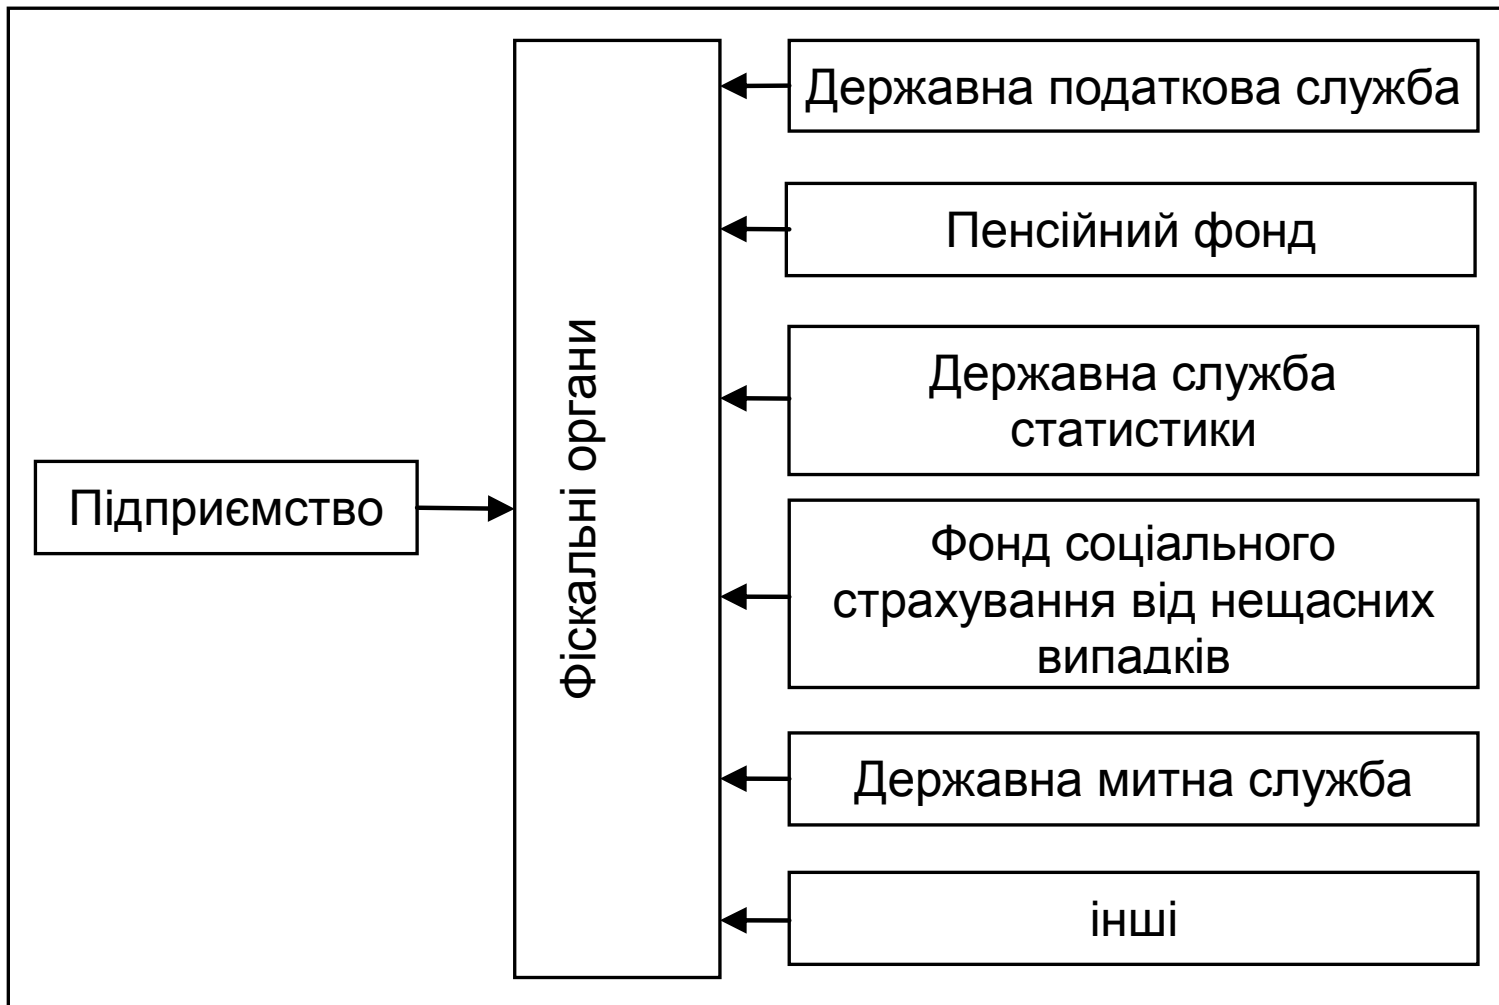 Підприємство
Фіскальні органи
Державна податкова служба
Пенсійний фонд
Державна служба
статистики
Фонд соціального
страхування від нещасних
випадків
Державна митна служба
інші